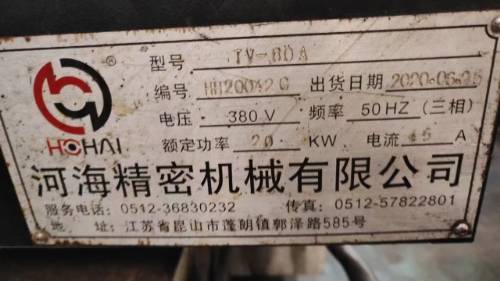 型号 TV-80A
编号 HH20042C 出货日期 2020-06-25
电压 380 V 频率 50HZ (三相)
额定功率 20 KW 电流 45 A
HOHAI
河海精密机械有限公司
服务电话: 0512-36830232 传真: 0512-57822801
地 址: 江苏省昆山市蓬朗镇郭泽路585号